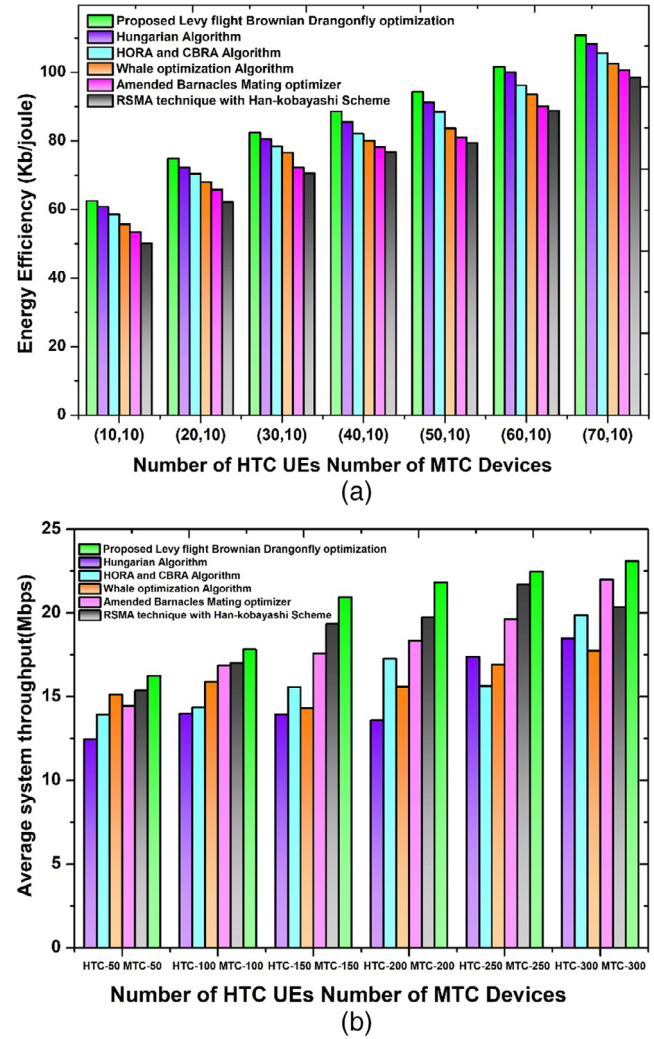 Proposed Levy flight Brownian Drangonfly optimization
Hungarian Algorithm
HORA and CBRA Algorithm
Whale optimization Algorithm
Amended Barnacles Mating optimizer
RSMA technique with Han-kobayashi Scheme
Energy Efficiency (Kb/joule)
100
80
60
40
20
0
(10,10) (20,10) (30,10) (40,10) (50,10) (60,10) (70,10)
Number of HTC UEs Number of MTC Devices
(a)
Proposed Levy flight Brownian Drangonfly optimization
Hungarian Algorithm
HORA and CBRA Algorithm
Whale optimization Algorithm
Amended Barnacles Mating optimizer
RSMA technique with Han-kobayashi Scheme
Average system throughput(Mbps)
25
20
15
10
5
0
HTC-50 MTC-50 HTC-100 MTC-100 HTC-150 MTC-150 HTC-200 MTC-200 HTC-250 MTC-250 HTC-300 MTC-300
Number of HTC UEs Number of MTC Devices
(b)